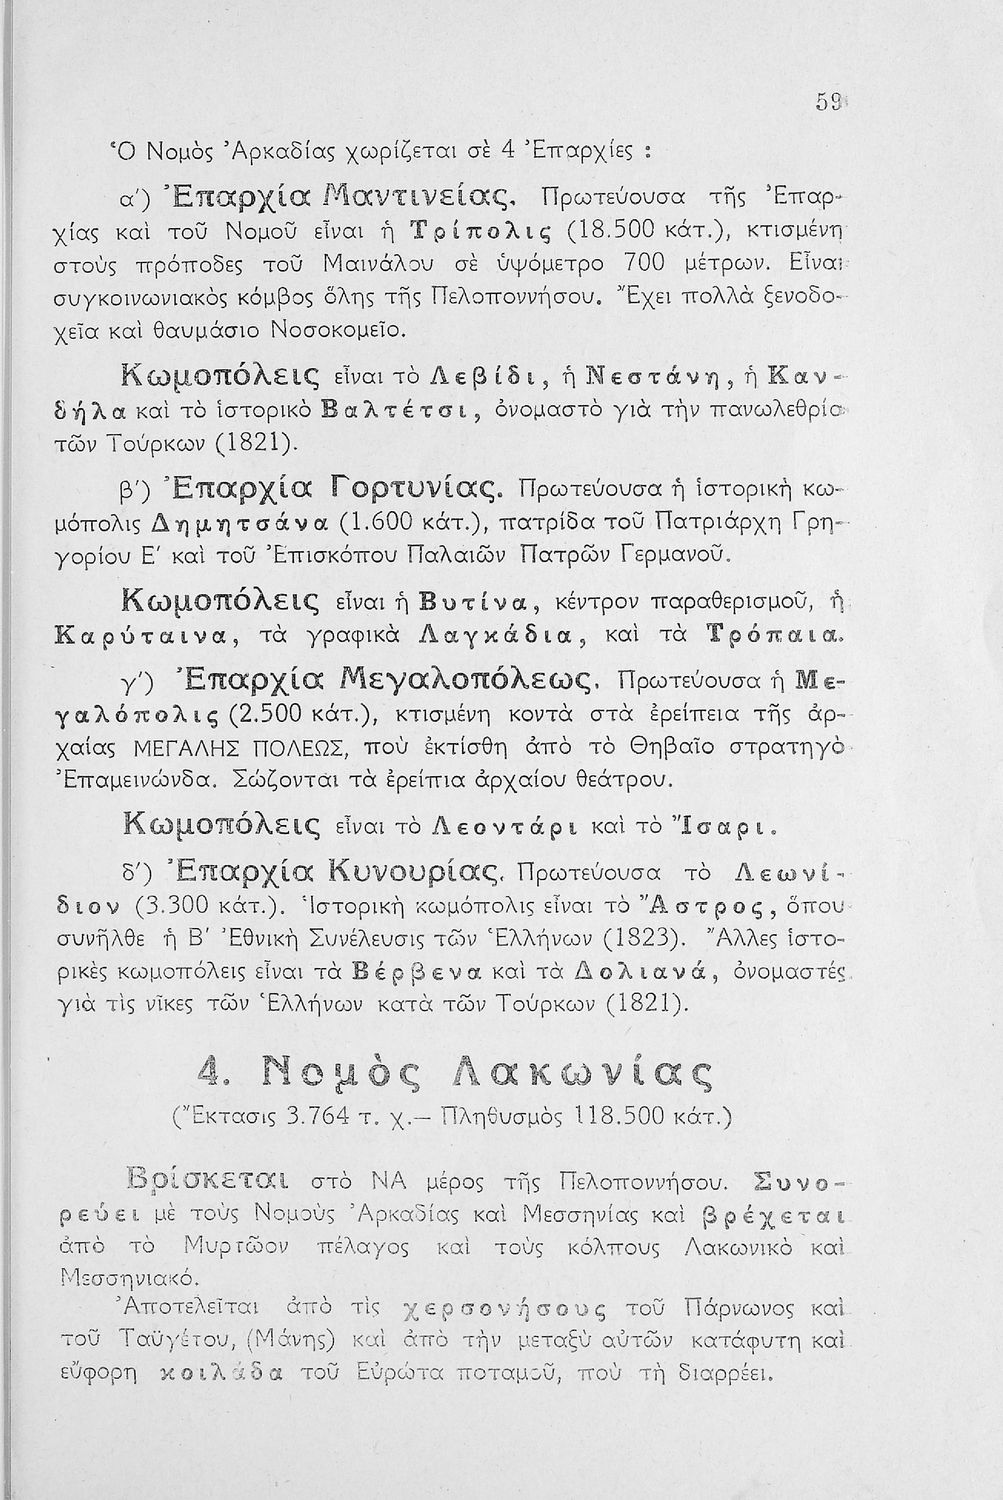 59
Ὁ Νομὸς Ἀρκαδίας χωρίζεται σὲ 4 Ἐπαρχίες :
α′) Ἐπαρχία Μαντινείας. Πρωτεύουσα τῆς Ἐπαρ-
χίας καὶ τοῦ Νομοῦ εἶναι ἡ Τρίπολις (18.500 κάτ.), κτισμένη
στοὺς πρόποδες τοῦ Μαινάλου σὲ ὑψόμετρο 700 μέτρων. Εἶναι
συγκοινωνιακὸς κόμβος ὅλης τῆς Πελοποννήσου. Ἔχει πολλὰ ξενοδο-
χεῖα καὶ θαυμάσιο Νοσοκομεῖο.
Κωμοπόλεις εἶναι τὸ Λεβίδι, ἡ Νεστάνη, ἡ Καν-
δήλα καὶ τὸ ἱστορικὸ Βαλτέτσι, ὀνομαστὸ γιὰ τὴν πανωλεθρία
τῶν Τούρκων (1821).
β′) Ἐπαρχία Γορτυνίας. Πρωτεύουσα ἡ ἱστορικὴ κω-
μόπολις Δημητσάνα (1.600 κάτ.), πατρίδα τοῦ Πατριάρχη Γρη-
γορίου Ε′ καὶ τοῦ Ἐπισκόπου Παλαιῶν Πατρῶν Γερμανοῦ.
Κωμοπόλεις εἶναι ἡ Βυτίνα, κέντρον παραθερισμοῦ, ἡ
Καρύταινα, τὰ γραφικὰ Λαγκάδια, καὶ τὰ Τρόπαια.
γ′) Ἐπαρχία Μεγαλοπόλεως. Πρωτεύουσα ἡ Με-
γαλόπολις (2.500 κάτ.), κτισμένη κοντὰ στὰ ἐρείπεια τῆς ἀρ-
χαίας ΜΕΓΑΛΗΣ ΠΟΛΕΩΣ, ποὺ ἐκτίσθη ἀπὸ τὸ Θηβαῖο στρατηγὸ
Ἐπαμεινώνδα. Σώζονται τὰ ἐρείπια ἀρχαίου θεάτρου.
Κωμοπόλεις εἶναι τὸ Λεοντάρι καὶ τὸ Ἴσαρι.
δ′) Ἐπαρχία Κυνουρίας. Πρωτεύουσα τὸ Λεωνί-
διον (3.300 κάτ.). Ἱστορικὴ κωμόπολις εἶναι τὸ Ἄστρος, ὅπου
συνῆλθε ἡ Β′ Ἐθνικὴ Συνέλευσις τῶν Ἑλλήνων (1823). Ἄλλες ἱστο-
ρικὲς κωμοπόλεις εἶναι τὰ Βέρβενα καὶ τὰ Δολιανά, ὀνομαστές
γιὰ τὶς νῖκες τῶν Ἑλλήνων κατὰ τῶν Τούρκων (1821).
4. Νομὸς Λακωνίας
(Ἔκτασις 3.764 τ. χ.— Πληθυσμὸς 118.500 κάτ.)
Βρίσκεται στὸ ΝΑ μέρος τῆς Πελοποννήσου. Συνο-
ρεύει μὲ τοὺς Νομοὺς Ἀρκαδίας καὶ Μεσσηνίας καὶ βρέχεται
ἀπὸ τὸ Μυρτῶον πέλαγος καὶ τοὺς κόλπους Λακωνικὸ καὶ
Μεσσηνιακό.
Ἀποτελεῖται ἀπὸ τὶς χερσονήσους τοῦ Πάρνωνος καὶ
τοῦ Ταϋγέτου, (Μάνης) καὶ ἀπὸ τὴν μεταξὺ αὐτῶν κατάφυτη καὶ
εὔφορη κοιλάδα τοῦ Εὐρώτα ποταμοῦ, ποὺ τὴ διαρρέει.